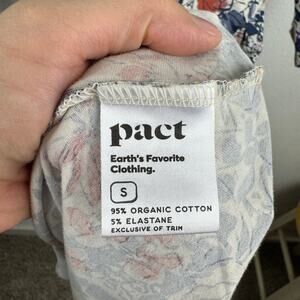 pact
Earth's Favorite
Clothing.
S
95% ORGANIC COTTON
5% ELASTANE
EXCLUSIVE OF TRIM